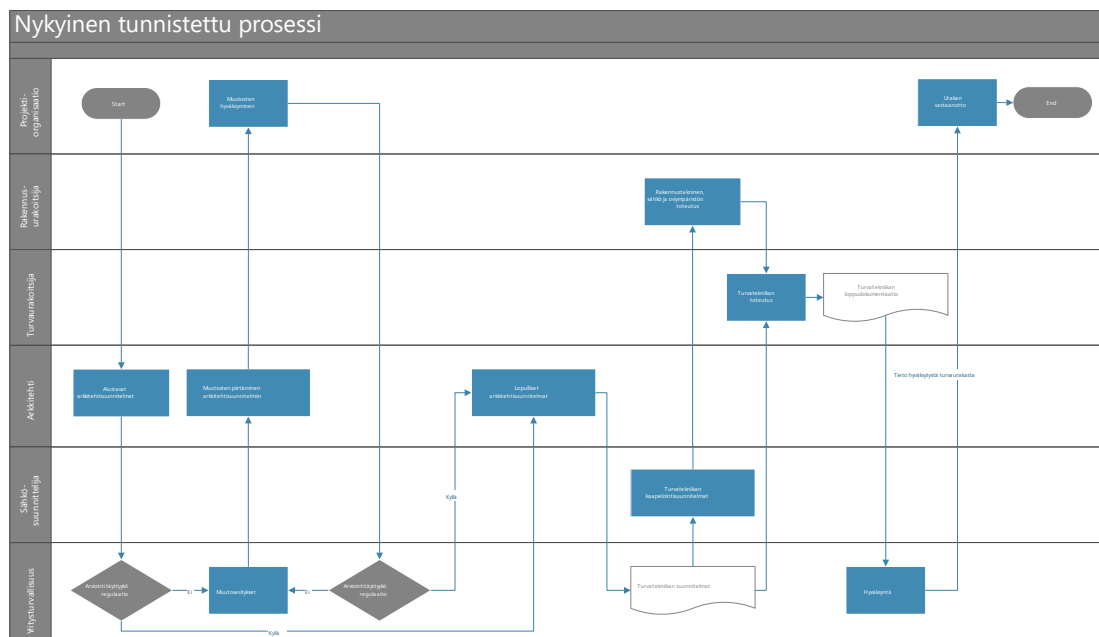 Nykyinen tunnistettu prosessi
Projekti-
organisaatio
Start
Muutosten
hyväksyminen
Urakan
vastaanotto
End
Rakennus-
urakoitsija
Rakennustekninen,
sähkö ja oviympäristön
toteutus
Turvaurakoitsija
Turvatekniikan
toteutus
Turvatekniikan
loppudokumentaatio
Arkkitehti
Alustavat
arkkitehtisuunnitelmat
Muutosten piirtäminen
arkkitehtisuunnitelmiin
Lopulliset
arkkitehtisuunnitelmat
Tieto hyväksytystä turvaurakasta
Sähkö-
suunnittelija
Kyllä
Turvatekniikan
kaapelointisuunnitelmat
Yritysturvallisuus
Arviointi täyttyykö
regulaatio
Ei
Muutosesitykset
Ei
Arviointi täyttyykö
regulaatio
Turvatekniikan suunnitelmat
Hyväksyntä
Kyllä